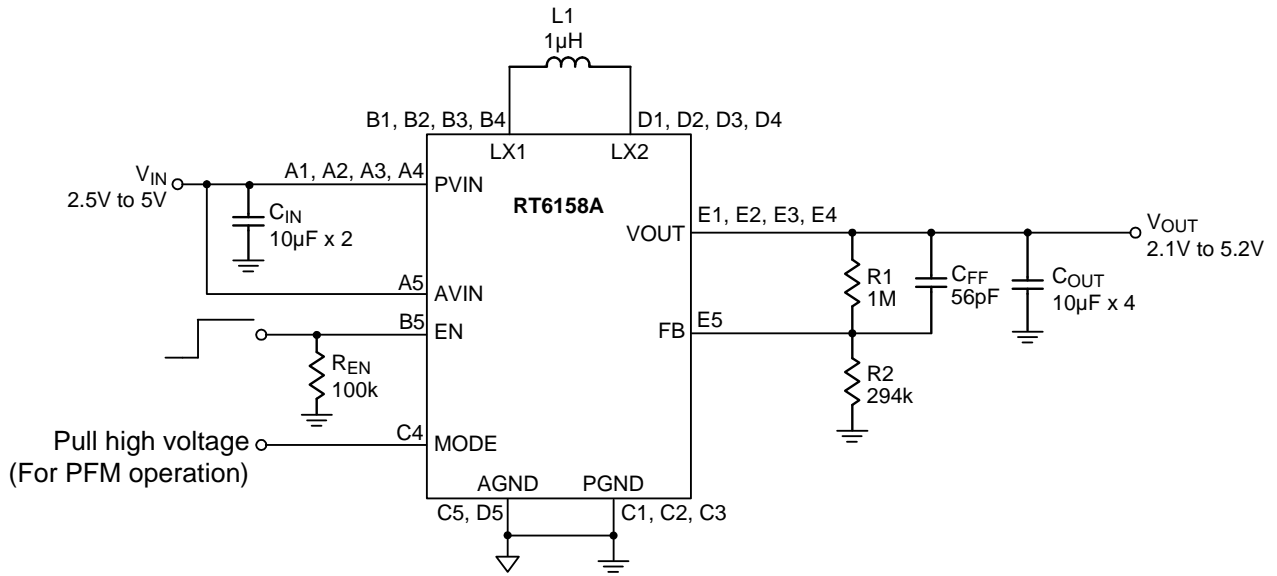 L1
1µH
B1, B2, B3, B4
D1, D2, D3, D4
LX1
LX2
VIN
2.5V to 5V
A1, A2, A3, A4
PVIN
RT6158A
CIN
10µF x 2
VOUT
E1, E2, E3, E4
VOUT
2.1V to 5.2V
R1
1M
CFF
56pF
COUT
10µF x 4
A5
AVIN
B5
EN
FB
E5
REN
100k
R2
294k
Pull high voltage
(For PFM operation)
C4
MODE
AGND
PGND
C5, D5
C1, C2, C3